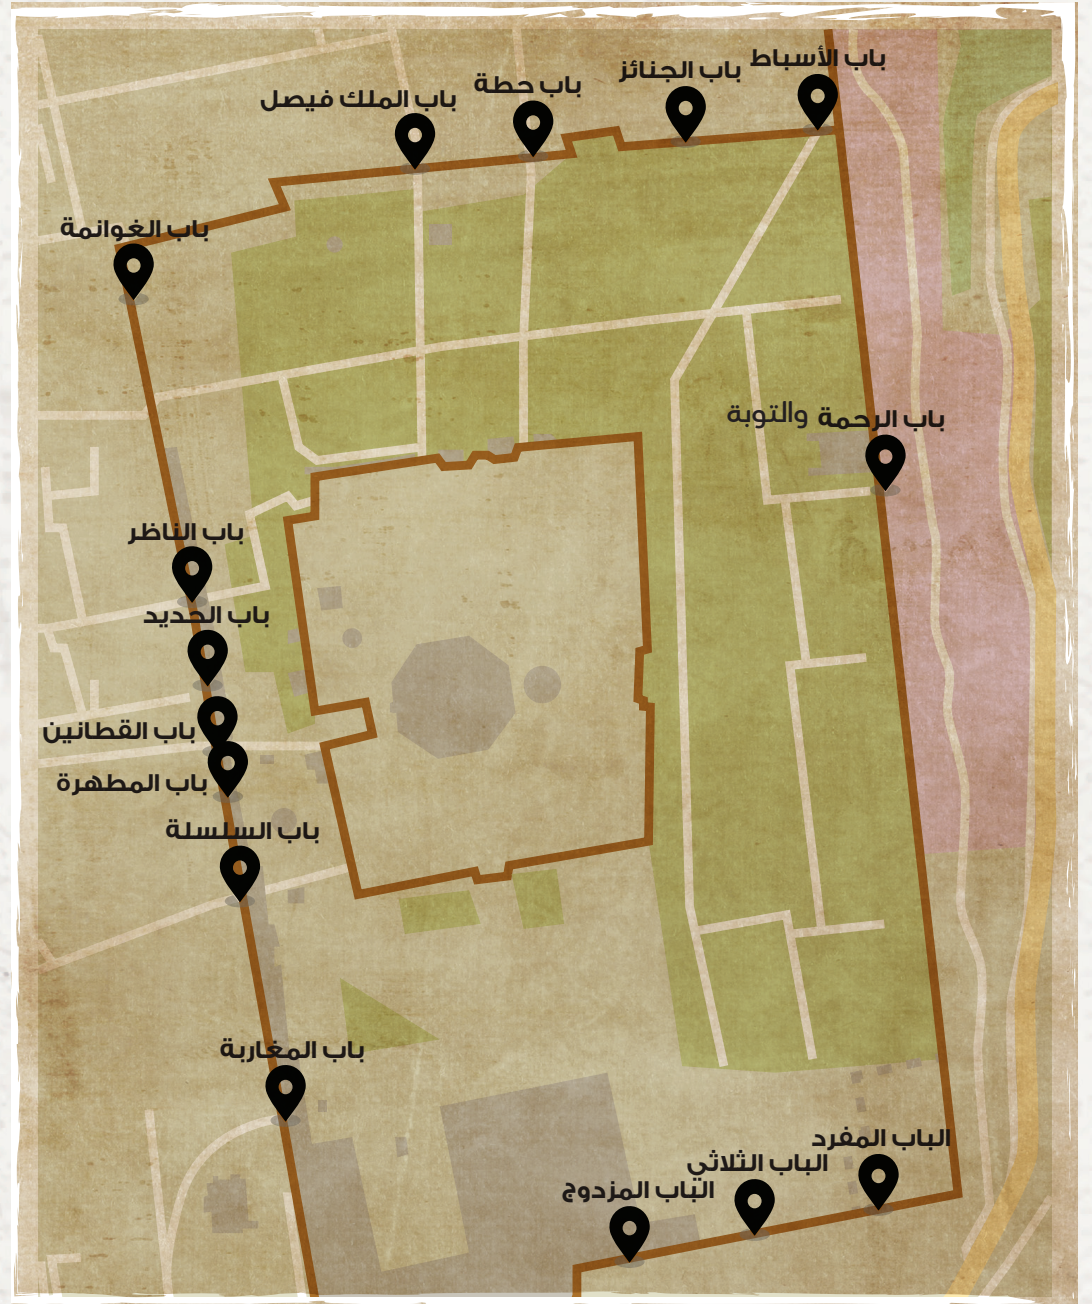 باب الأسباط
باب الجنائز
باب حطة
باب الملك فيصل
باب الغوانمة
باب الرحمة والتوبة
باب الناظر
باب الحديد
باب القطانين
باب المطهرة
باب السلسلة
باب المغاربة
الباب المفرد
الباب الثلاثي
الباب المزدوج